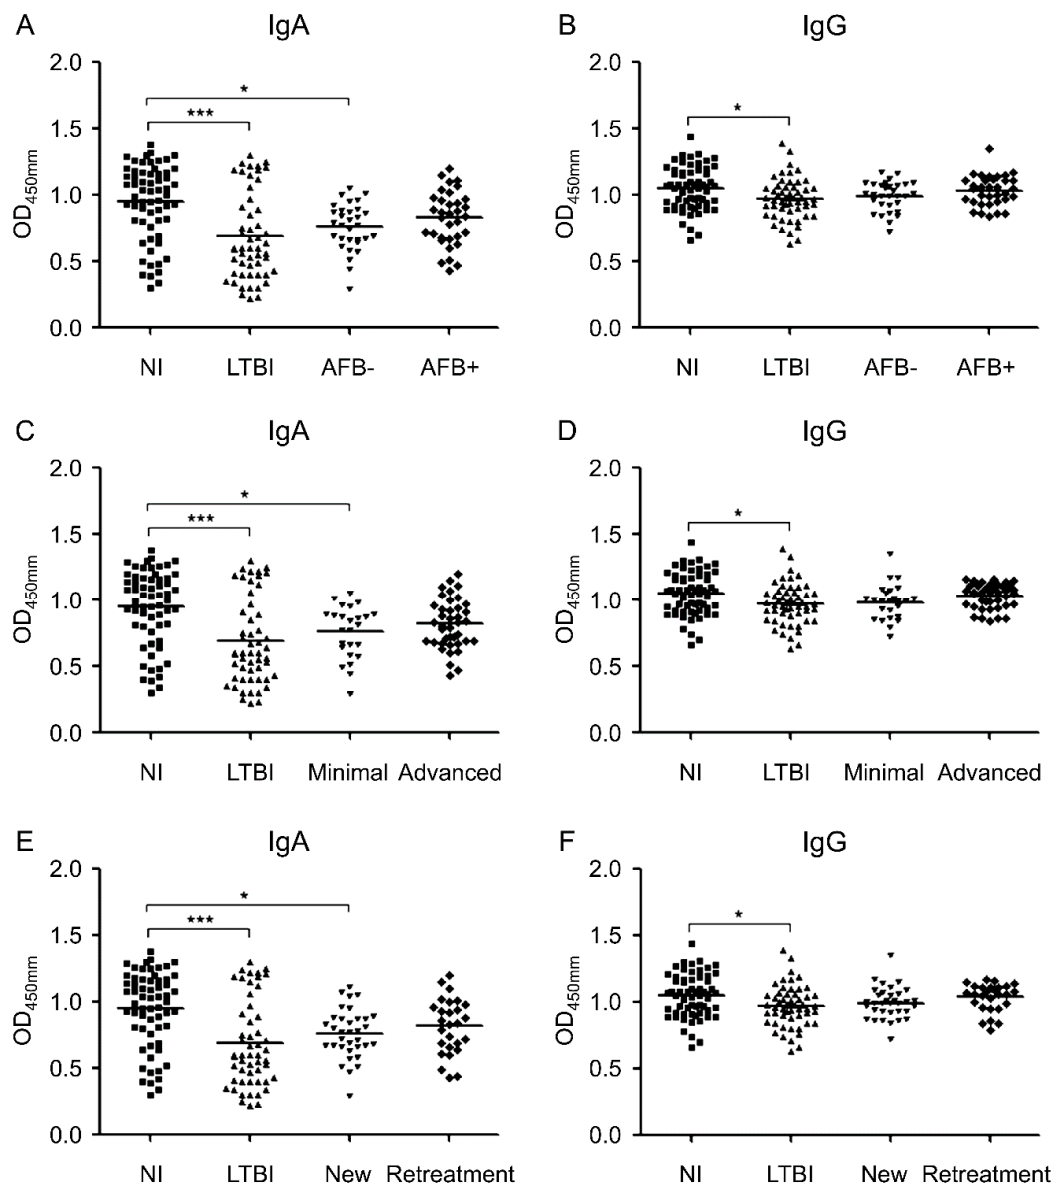 A IgA
2.0
1.5
1.0
0.5
0.0
OD450mm
*
***
NI LTBI AFB- AFB+
B IgG
2.0
1.5
1.0
0.5
0.0
OD450mm
*
NI LTBI AFB- AFB+
C IgA
2.0
1.5
1.0
0.5
0.0
OD450mm
*
***
NI LTBI Minimal Advanced
D IgG
2.0
1.5
1.0
0.5
0.0
OD450mm
*
NI LTBI Minimal Advanced
E IgA
2.0
1.5
1.0
0.5
0.0
OD450mm
*
***
NI LTBI New Retreatment
F IgG
2.0
1.5
1.0
0.5
0.0
OD450mm
*
NI LTBI New Retreatment